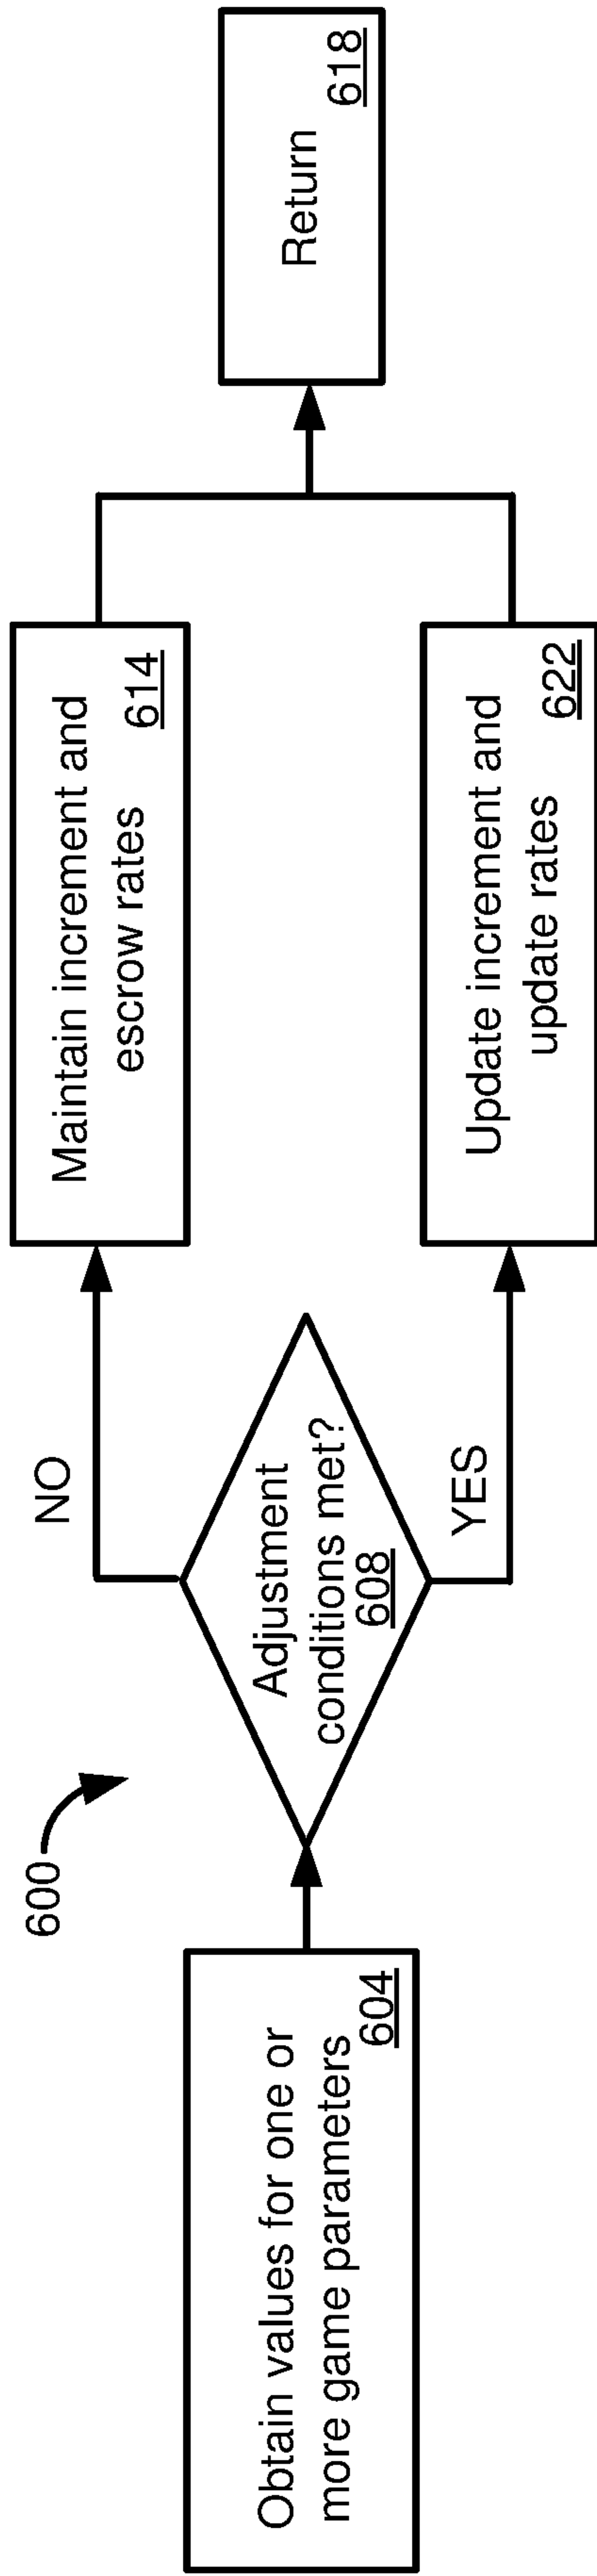 600
Obtain values for one or
more game parameters
604
Adjustment
conditions met?
608
NO
YES
Maintain increment and
escrow rates
614
Update increment and
update rates
622
Return
618